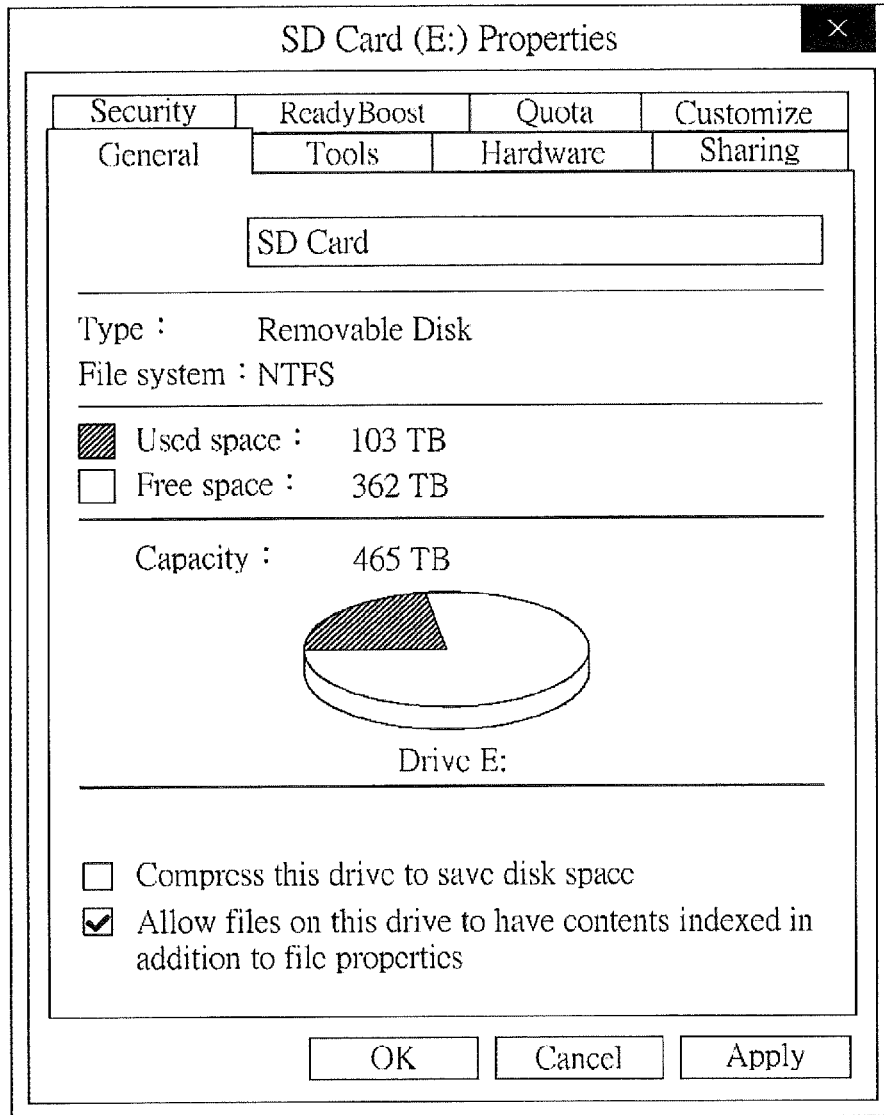 SD Card (E:) Properties
Security ReadyBoost Quota Customize
General Tools Hardware Sharing
SD Card
Type： Removable Disk
File system：NTFS
Used space： 103 TB
Free space： 362 TB
Capacity： 465 TB
Drive E:
Compress this drive to save disk space
Allow files on this drive to have contents indexed in
addition to file properties
OK Cancel Apply